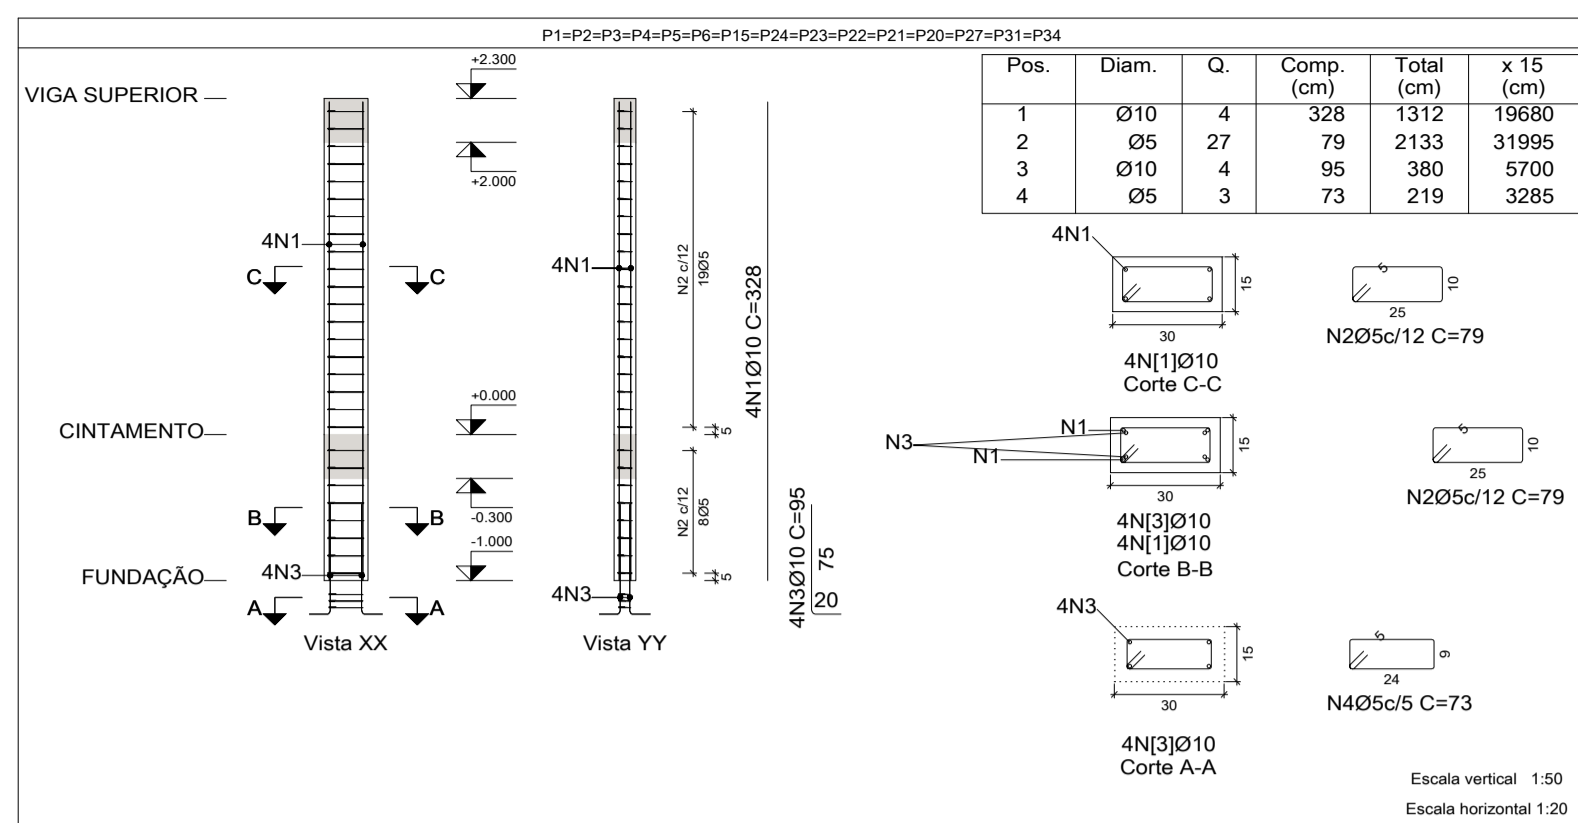 P1=P2=P3=P4=P5=P6=P15=P24=P23=P22=P21=P20=P27=P31=P34
VIGA SUPERIOR
+2.300
+2.000
4N1
C C
CINTAMENTO
+0.000
-0.300
B B
-1.000
FUNDAÇÃO
4N3
A A
Vista XX
4N1
4N3
Vista YY
N2 c/12
19Ø5
5
N2 c/12
8Ø5
5
4N1Ø10 C=328
4N3Ø10 C=95
75
20
Pos. Diam. Q. Comp. (cm) Total (cm) x 15 (cm)
1 Ø10 4 328 1312 19680
2 Ø5 27 79 2133 31995
3 Ø10 4 95 380 5700
4 Ø5 3 73 219 3285
4N1
15
30
4N[1]Ø10
Corte C-C
5
10
25
N2Ø5c/12 C=79
N1
N3
N1
15
30
4N[3]Ø10
4N[1]Ø10
Corte B-B
5
10
25
N2Ø5c/12 C=79
4N3
15
30
4N[3]Ø10
Corte A-A
5
9
24
N4Ø5c/5 C=73
Escala vertical 1:50
Escala horizontal 1:20